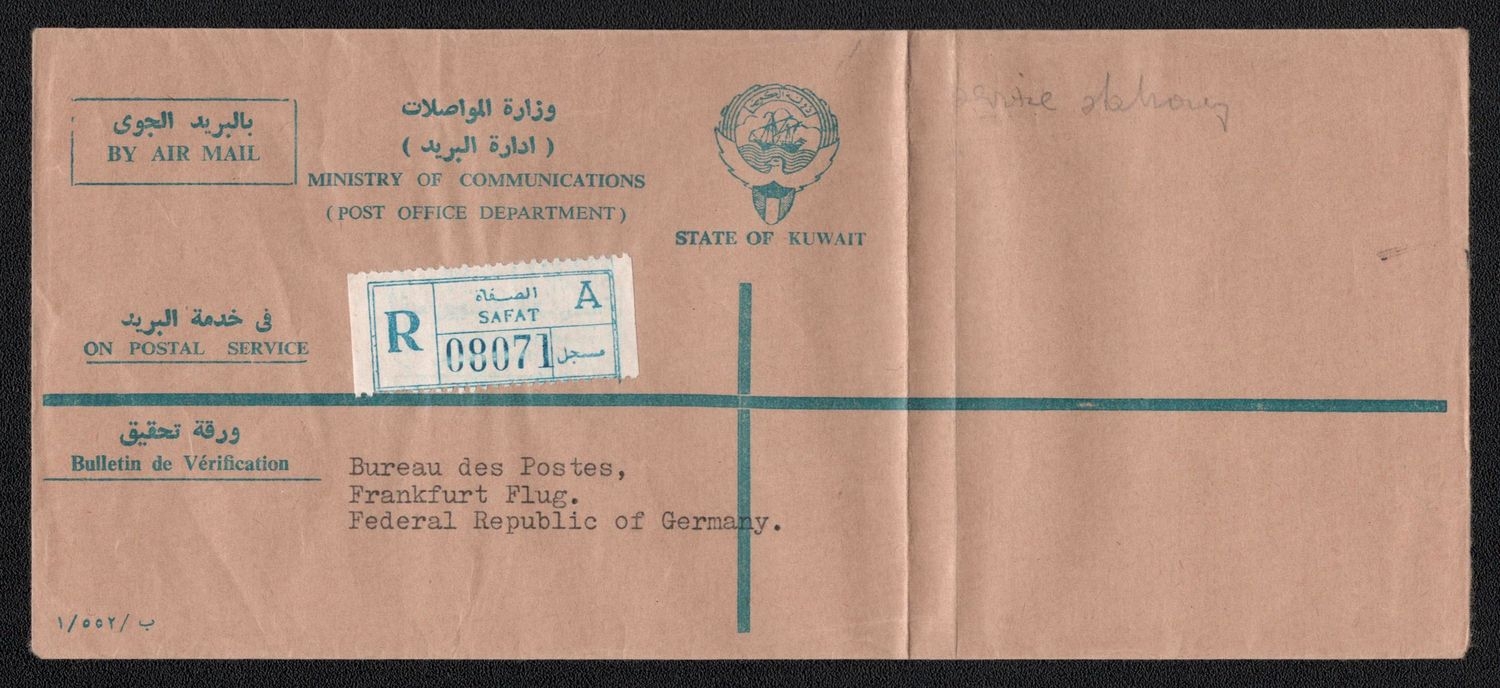 بالبريد الجوى
BY AIR MAIL
وزارة المواصلات
( ادارة البريد )
MINISTRY OF COMMUNICATIONS
(POST OFFICE DEPARTMENT)
STATE OF KUWAIT
فى خدمة البريد
ON POSTAL SERVICE
R
الصفاة
SAFAT
A
08071
مسجل
ورقة تحقيق
Bulletin de Vérification
Bureau des Postes,
Frankfurt Flug.
Federal Republic of Germany.
ب /٥٥٢/١